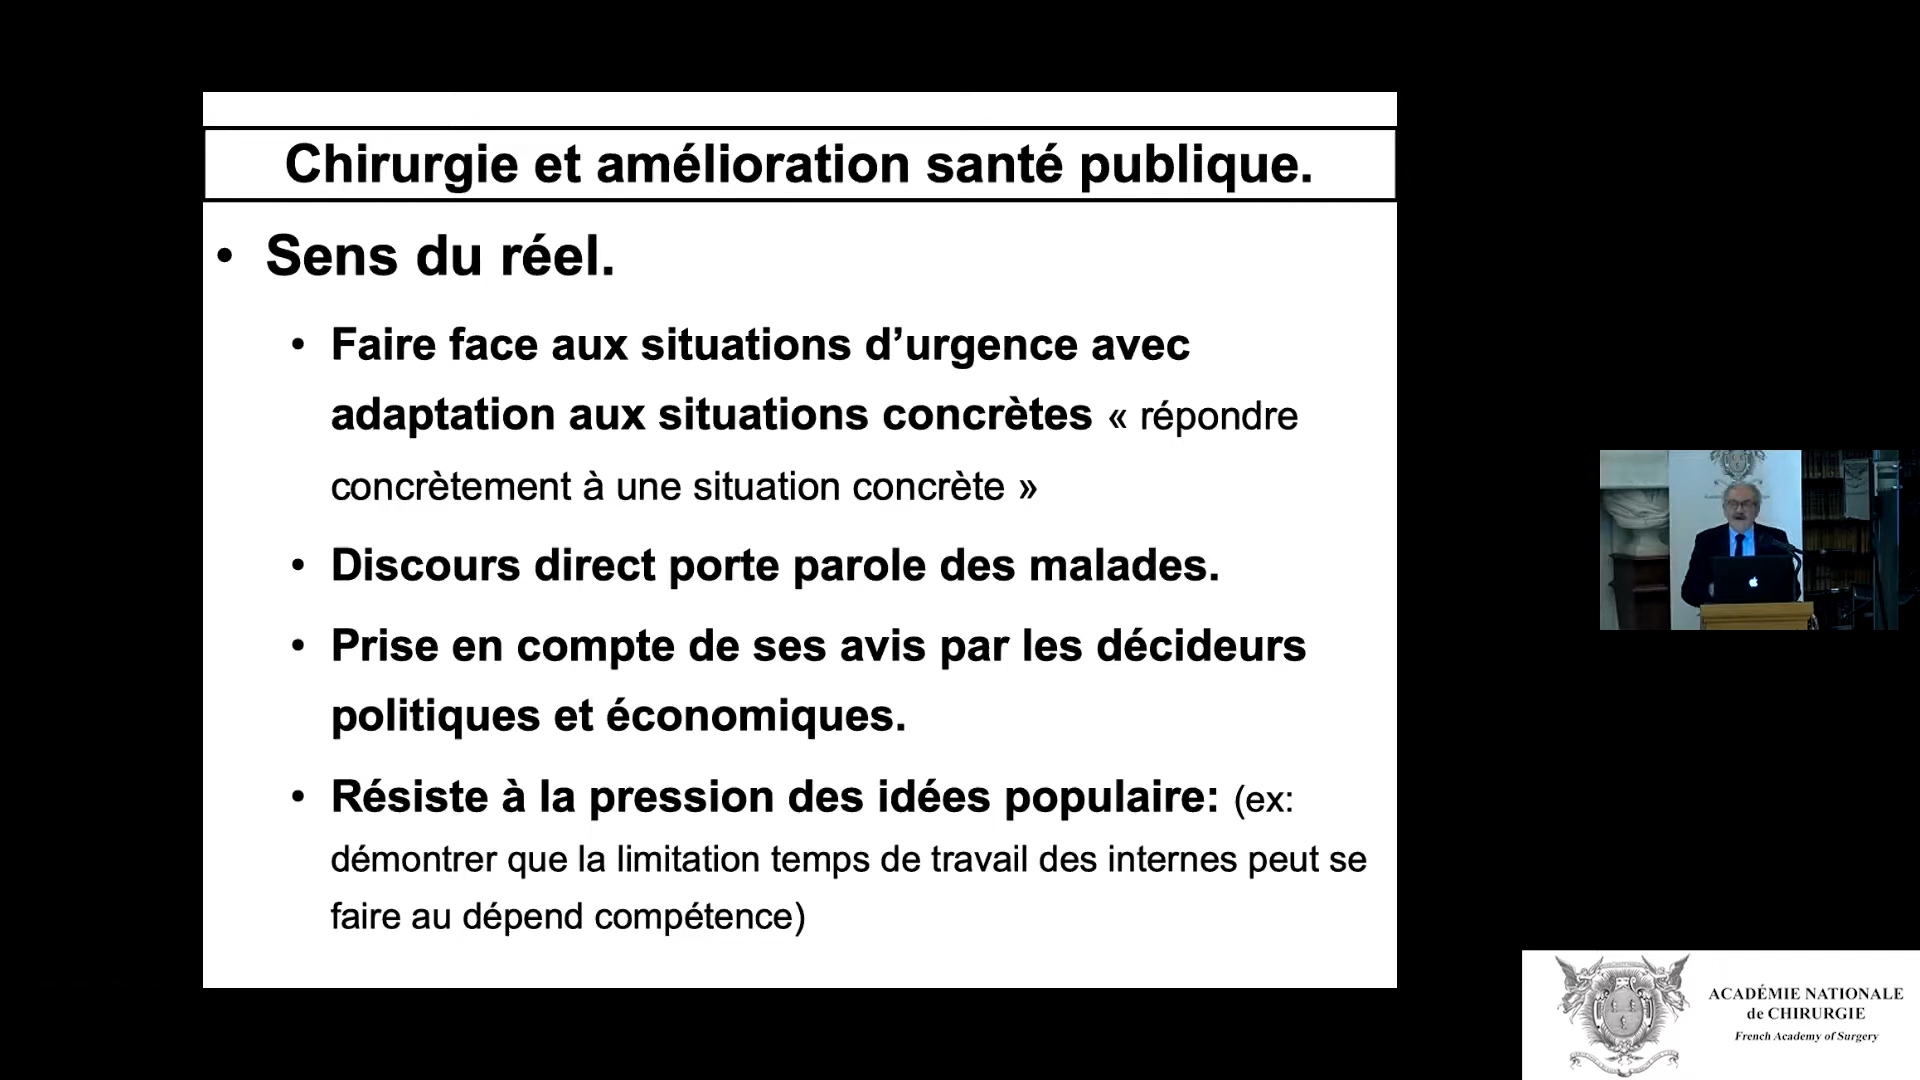 Chirurgie et amélioration santé publique.
• Sens du réel.
• Faire face aux situations d’urgence avec
adaptation aux situations concrètes « répondre
concrètement à une situation concrète »
• Discours direct porte parole des malades.
• Prise en compte de ses avis par les décideurs
politiques et économiques.
• Résiste à la pression des idées populaire: (ex:
démontrer que la limitation temps de travail des internes peut se
faire au dépend compétence)
ACADÉMIE NATIONALE
de CHIRURGIE
French Academy of Surgery